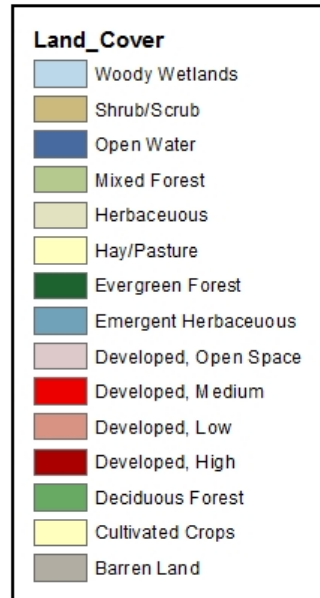 Land_Cover
Woody Wetlands
Shrub/Scrub
Open Water
Mixed Forest
Herbaceuous
Hay/Pasture
Evergreen Forest
Emergent Herbaceuous
Developed, Open Space
Developed, Medium
Developed, Low
Developed, High
Deciduous Forest
Cultivated Crops
Barren Land